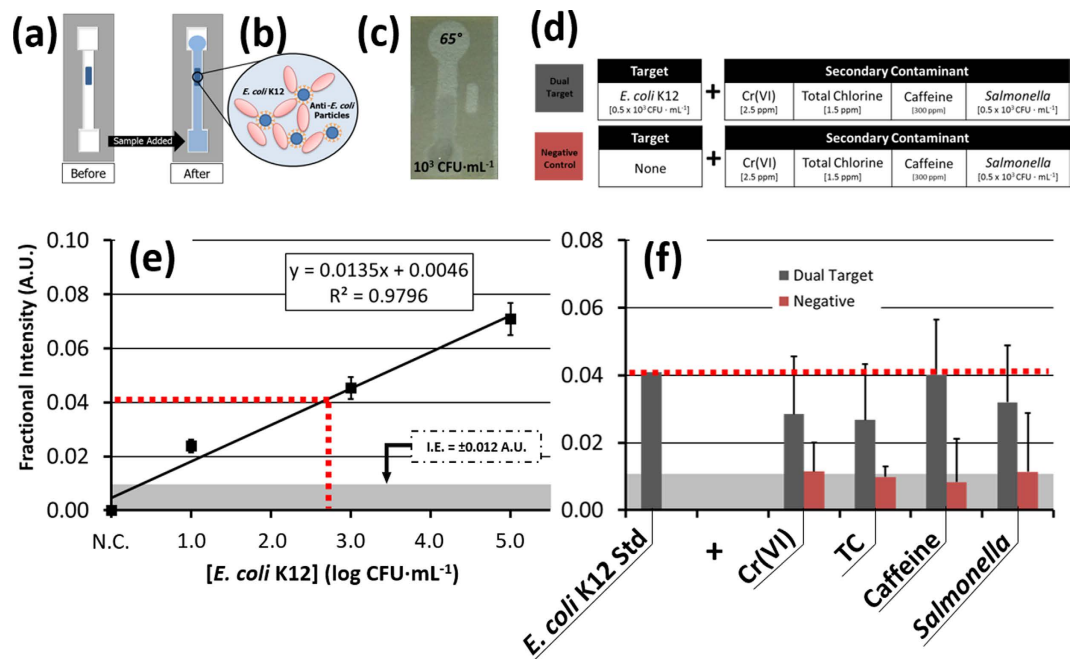 (a)
(b)
(c)
(d)
Before
Sample Added
After
E. coli K12
Anti-E. coli
Particles
65°
10³ CFU·mL⁻¹
Dual
Target
Target
E. coli K12
[0.5 x 10³ CFU · mL⁻¹]
+
Secondary Contaminant
Cr(VI)
[2.5 ppm]
Total Chlorine
[1.5 ppm]
Caffeine
[300 ppm]
Salmonella
[0.5 x 10³ CFU · mL⁻¹]
Negative
Control
Target
None
+
Secondary Contaminant
Cr(VI)
[2.5 ppm]
Total Chlorine
[1.5 ppm]
Caffeine
[300 ppm]
Salmonella
[0.5 x 10³ CFU · mL⁻¹]
(e)
Fractional Intensity (A.U.)
0.10
0.08
0.06
0.04
0.02
0.00
y = 0.0135x + 0.0046
R² = 0.9796
I.E. = ±0.012 A.U.
N.C.
1.0
2.0
3.0
4.0
5.0
[E. coli K12] (log CFU·mL⁻¹)
(f)
0.08
0.06
0.04
0.02
0.00
Dual Target
Negative
E. coli K12 Std
+
Cr(VI)
TC
Caffeine
Salmonella